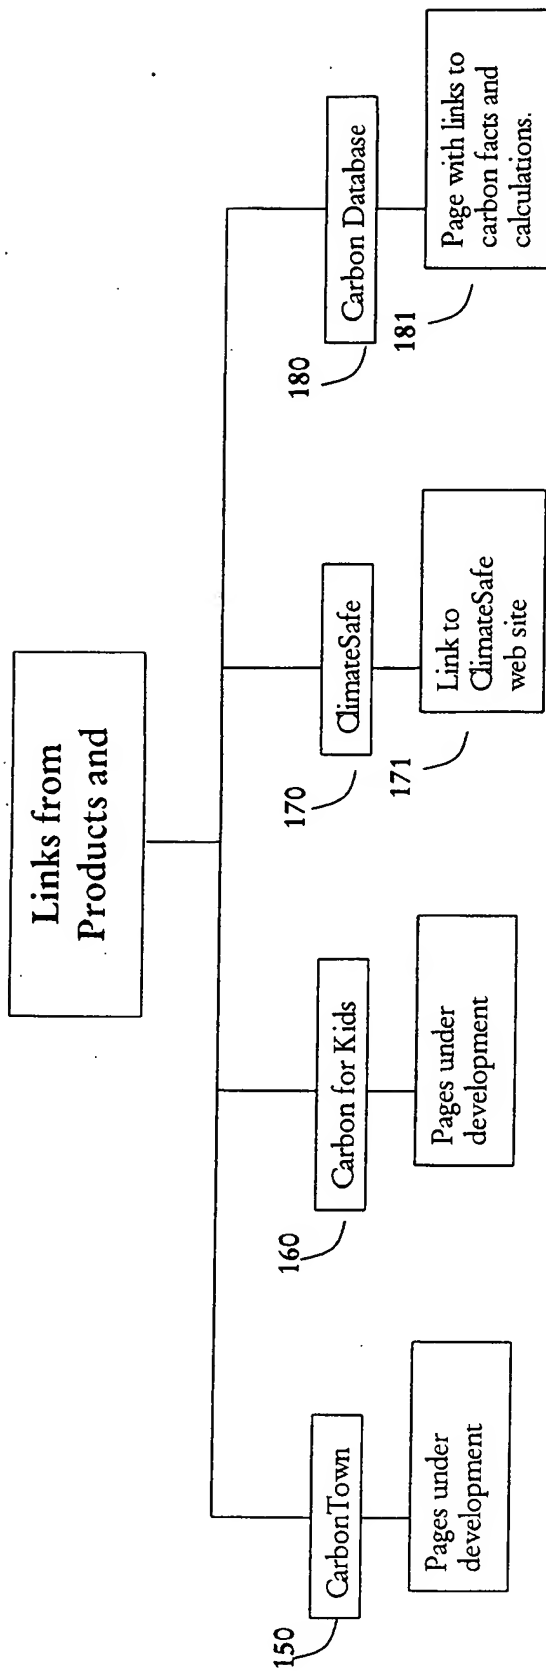 Links from
Products and
150
CarbonTown
Pages under
development
160
Carbon for Kids
Pages under
development
170
ClimateSafe
171
Link to
ClimateSafe
web site
180
Carbon Database
181
Page with links to
carbon facts and
calculations.